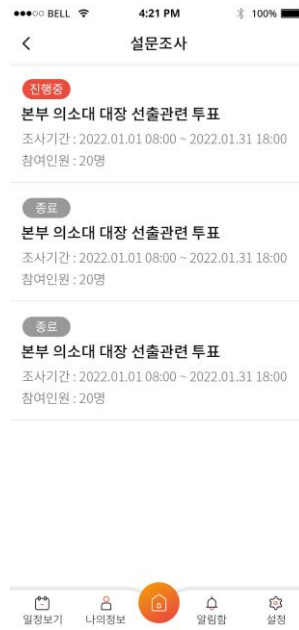 BELL 4:21 PM 100%
설문조사
진행중
본부 의소대 대장 선출관련 투표
조사기간 : 2022.01.01 08:00 ~ 2022.01.31 18:00
참여인원 : 20명
종료
본부 의소대 대장 선출관련 투표
조사기간 : 2022.01.01 08:00 ~ 2022.01.31 18:00
참여인원 : 20명
종료
본부 의소대 대장 선출관련 투표
조사기간 : 2022.01.01 08:00 ~ 2022.01.31 18:00
참여인원 : 20명
일정보기 나의정보 알림함 설정